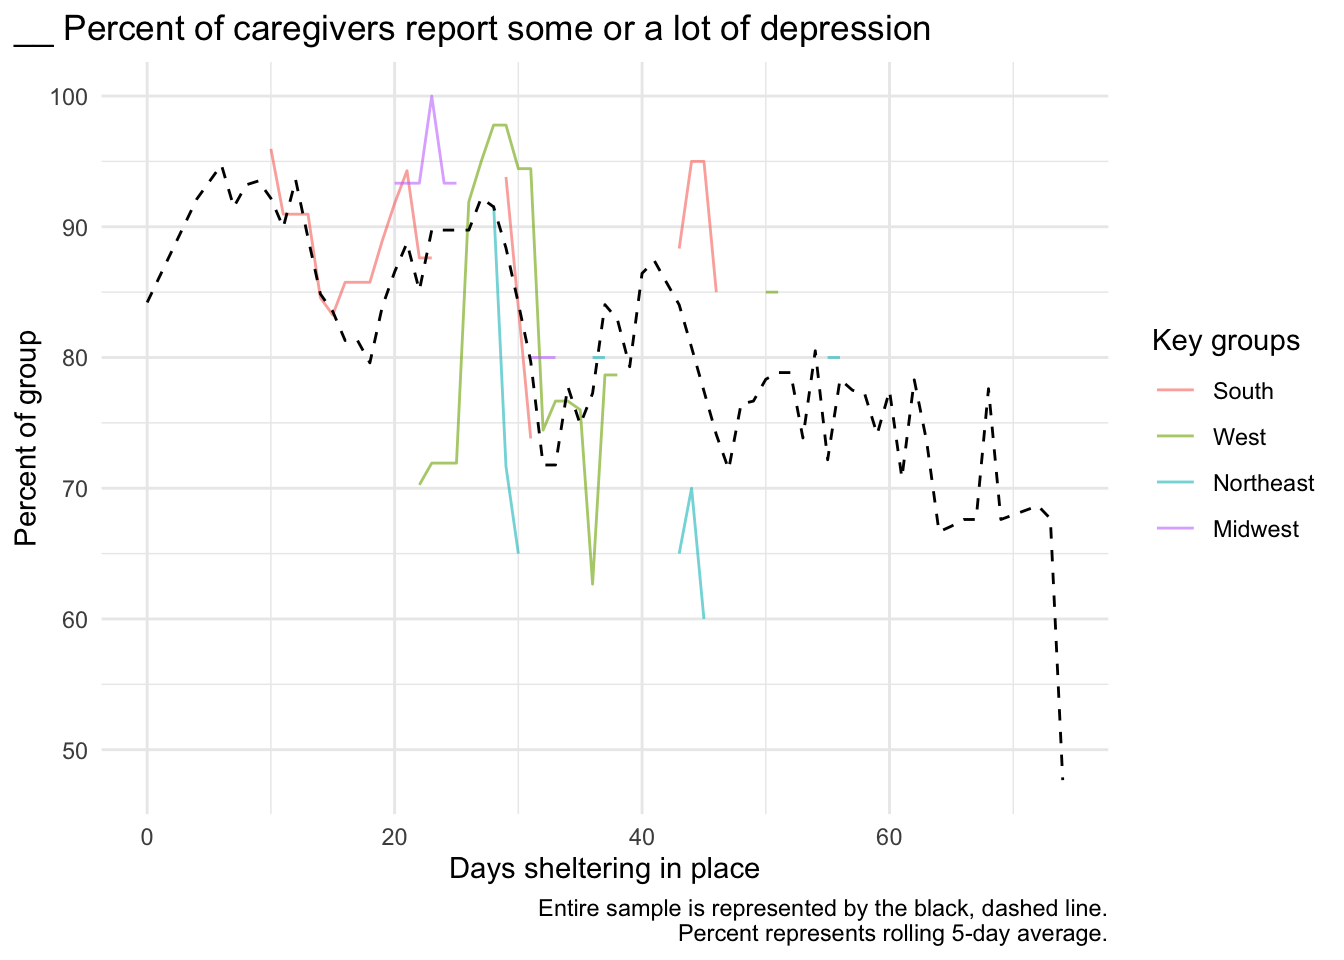 __ Percent of caregivers report some or a lot of depression
100
90
80
70
60
50
Percent of group
0
20
40
60
Days sheltering in place
Key groups
South
West
Northeast
Midwest
Entire sample is represented by the black, dashed line.
Percent represents rolling 5-day average.